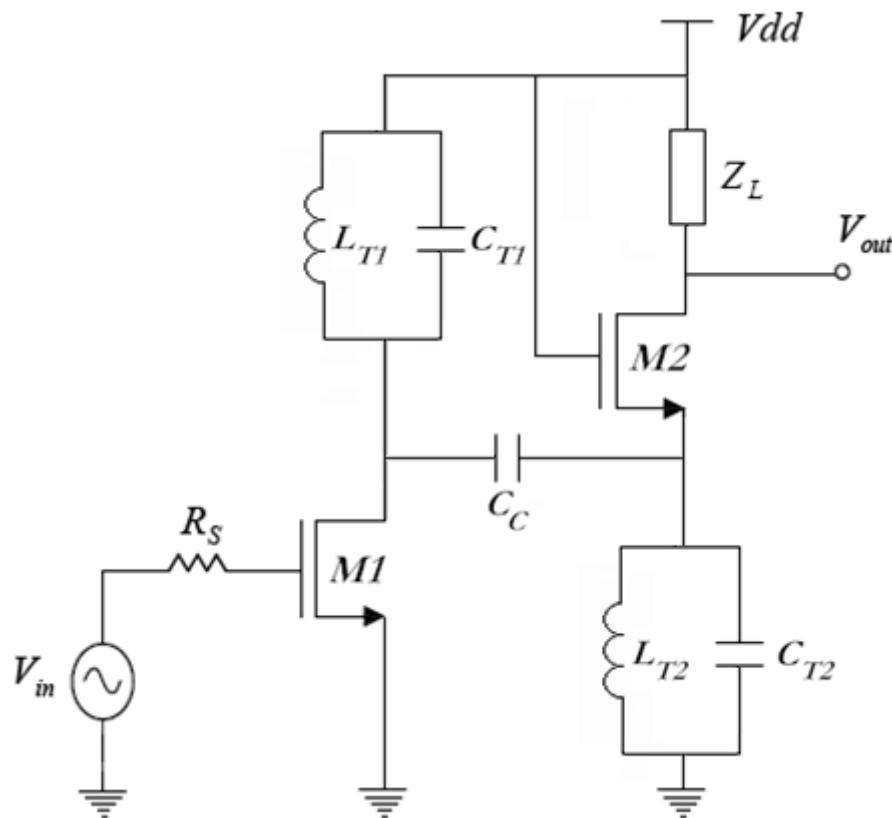 Vdd
Z_L
V_out
L_T1
C_T1
M2
C_C
R_S
M1
V_in
L_T2
C_T2